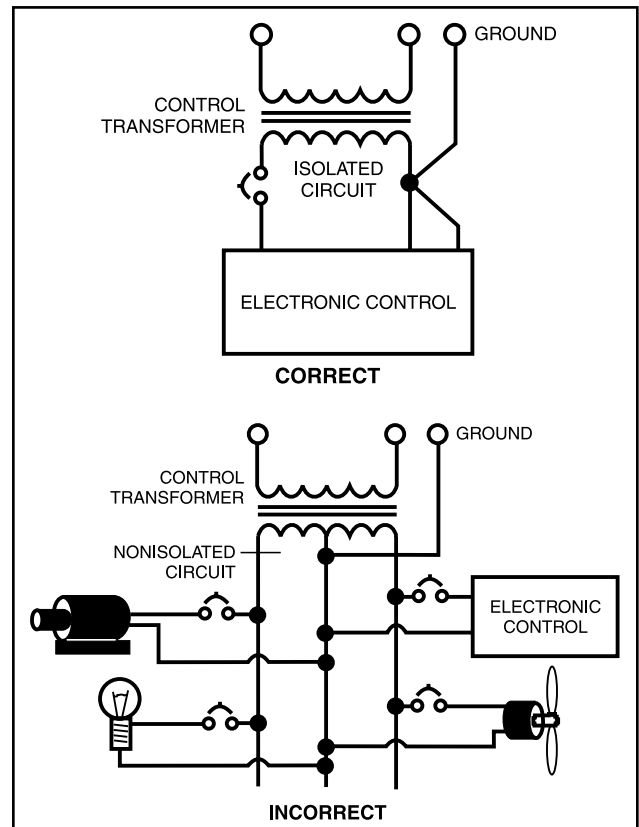 GROUND
CONTROL
TRANSFORMER
ISOLATED
CIRCUIT
ELECTRONIC CONTROL
CORRECT
GROUND
CONTROL
TRANSFORMER
NONISOLATED
CIRCUIT
ELECTRONIC
CONTROL
INCORRECT